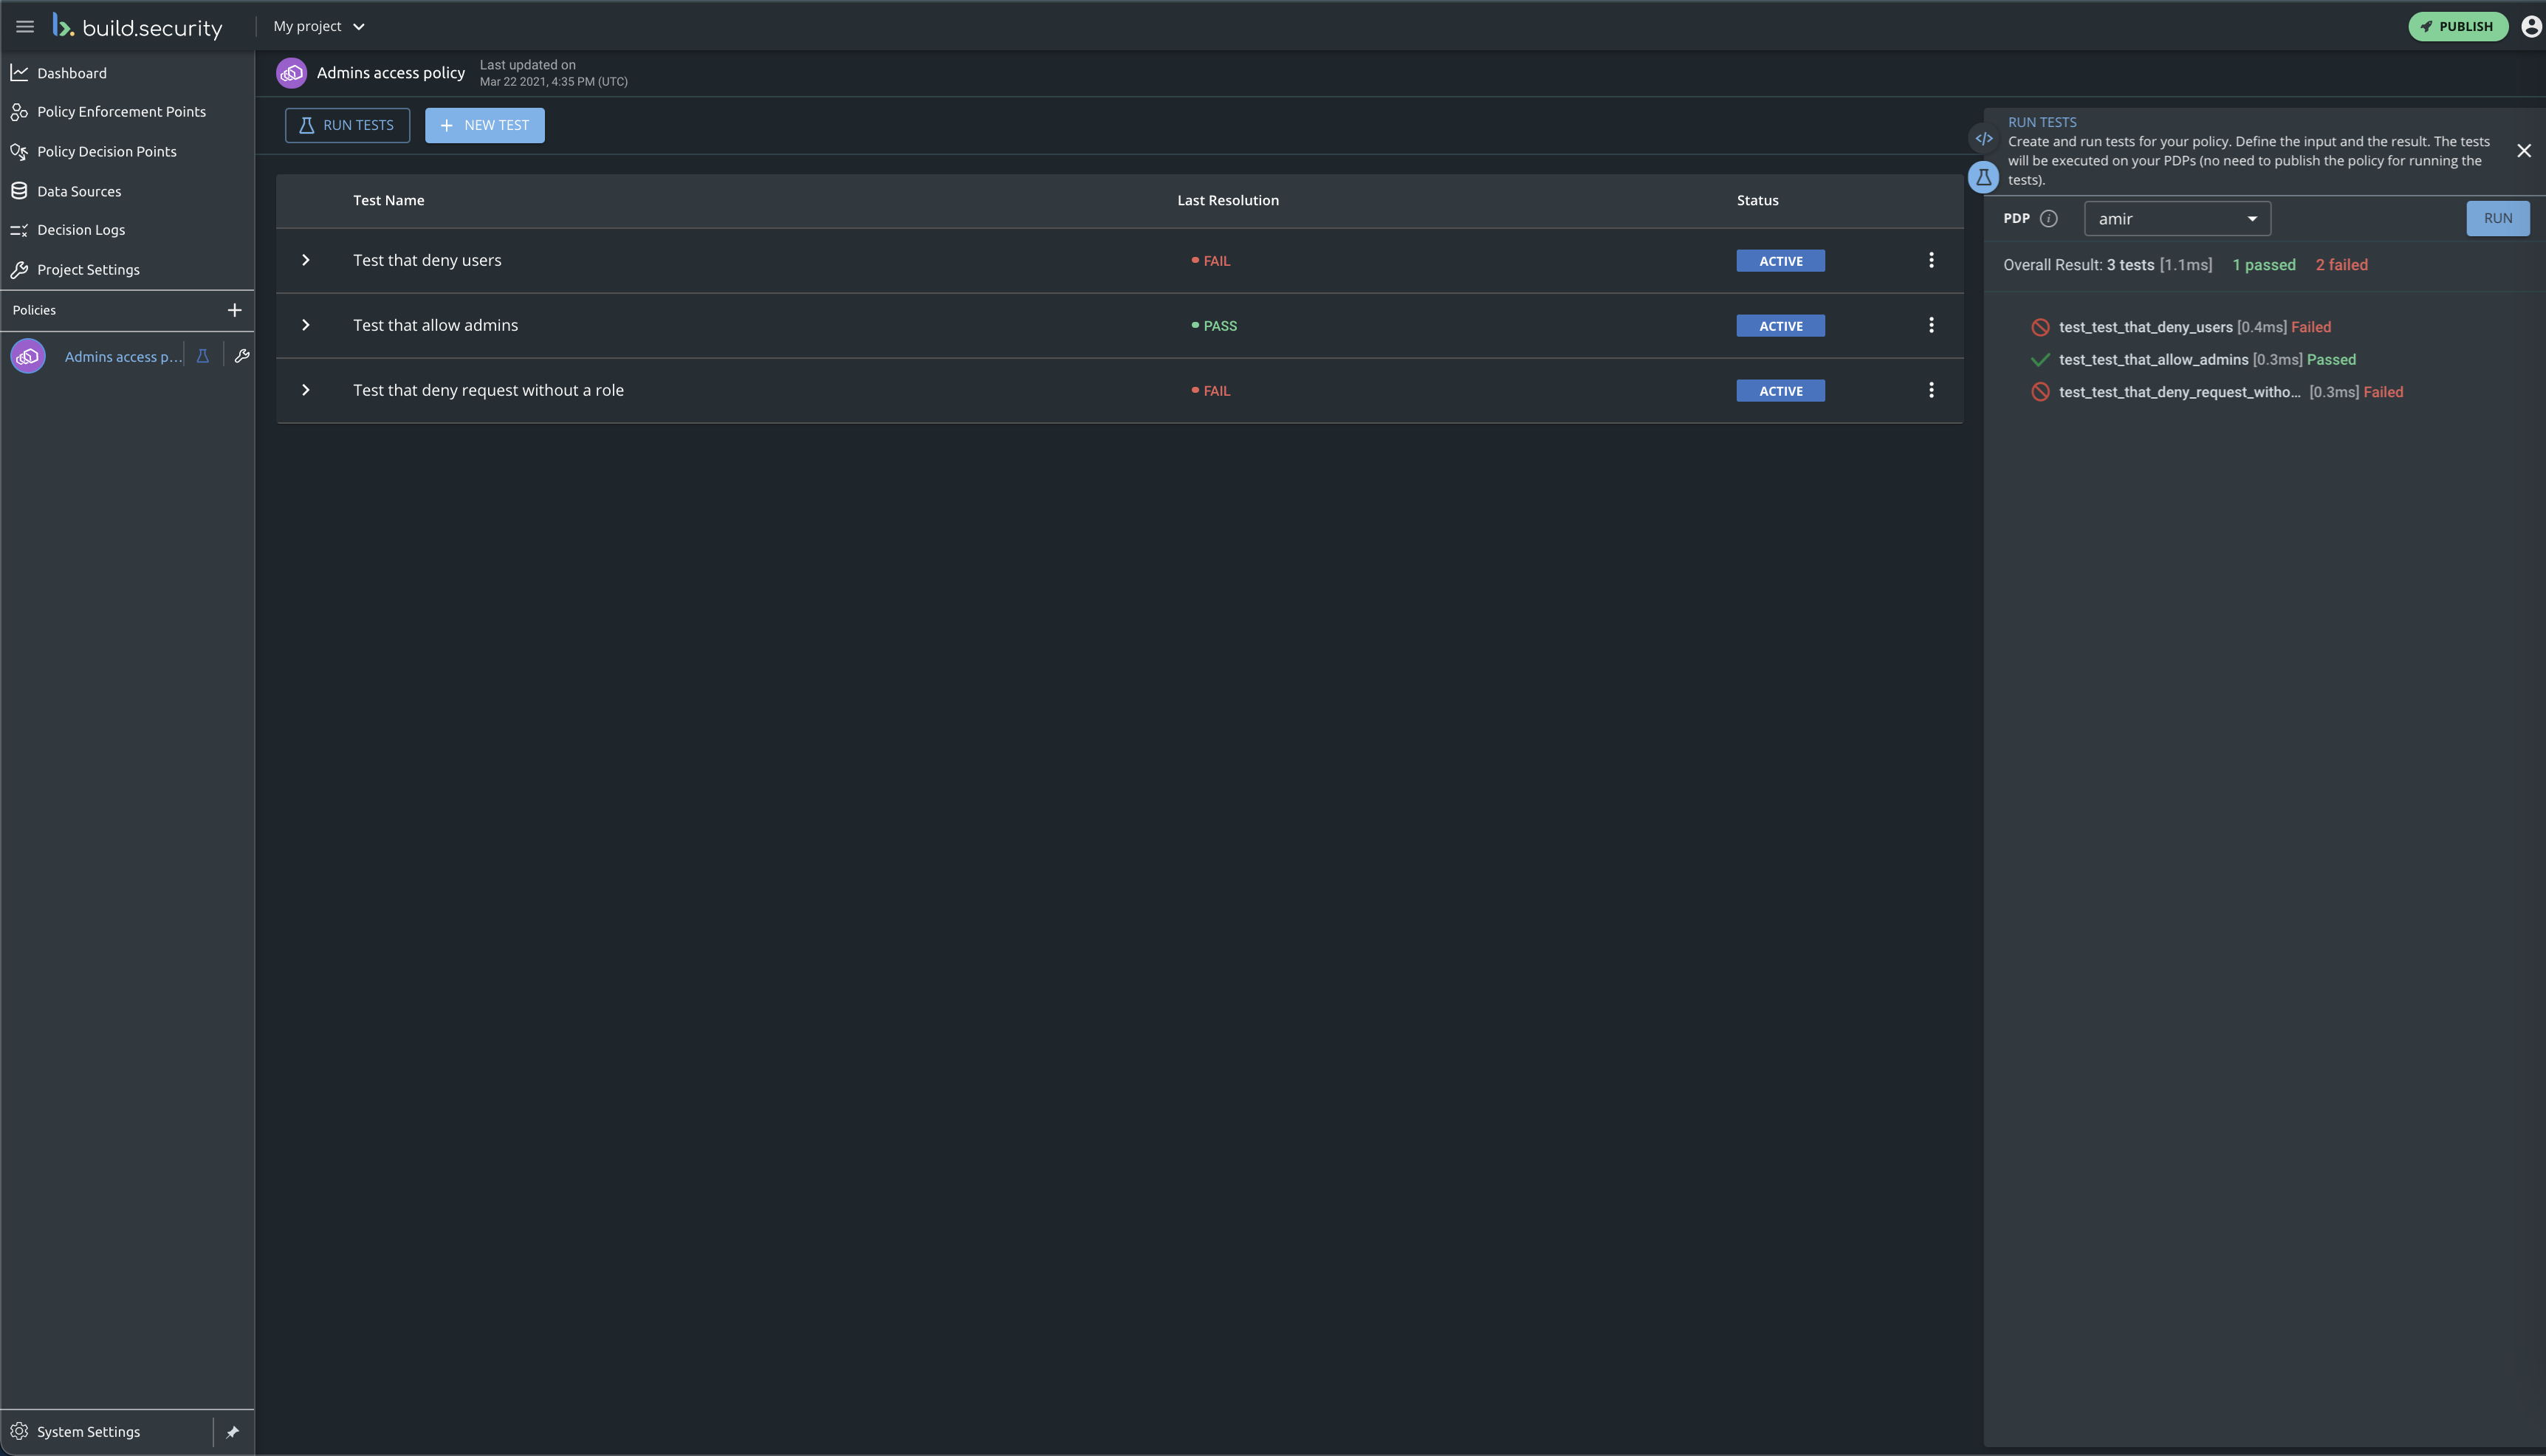 build.security
My project
PUBLISH
Dashboard
Policy Enforcement Points
Policy Decision Points
Data Sources
Decision Logs
Project Settings
Policies
Admins access p...
System Settings
Admins access policy
Last updated on
Mar 22 2021, 4:35 PM (UTC)
RUN TESTS
NEW TEST
Test Name Last Resolution Status
Test that deny users FAIL ACTIVE
Test that allow admins PASS ACTIVE
Test that deny request without a role FAIL ACTIVE
RUN TESTS
Create and run tests for your policy. Define the input and the result. The tests
will be executed on your PDPs (no need to publish the policy for running the
tests).
PDP amir RUN
Overall Result: 3 tests [1.1ms] 1 passed 2 failed
test_test_that_deny_users [0.4ms] Failed
test_test_that_allow_admins [0.3ms] Passed
test_test_that_deny_request_witho... [0.3ms] Failed